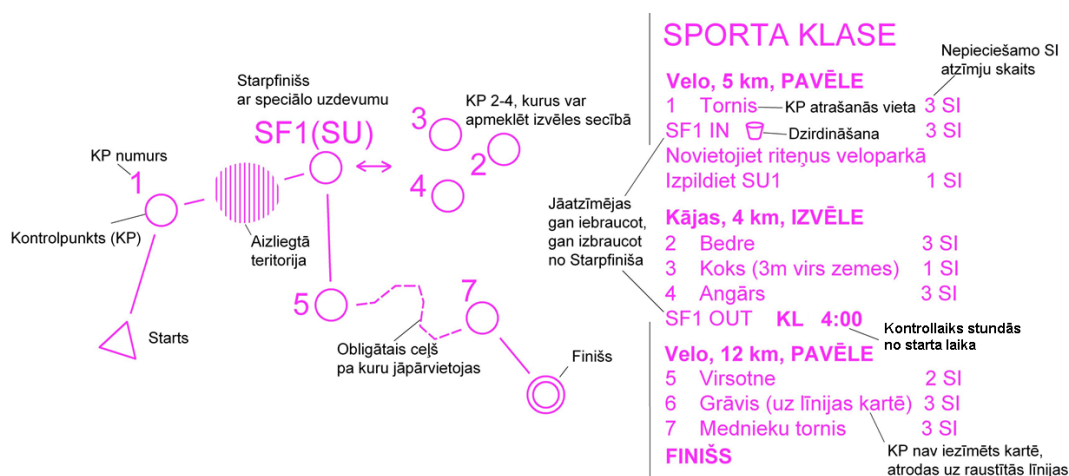 Starpfinišs
ar speciālo uzdevumu
SF1(SU)
KP 2-4, kurus var
apmeklēt izvēles secībā
3
2
4
KP numurs
1
Kontrolpunkts (KP)
Aizliegtā
teritorija
5
7
Starts
Obligātais ceļš
pa kuru jāpārvietojas
Finišs
SPORTA KLASE
Nepieciešamo SI
atzīmju skaits
Velo, 5 km, PAVĒLE
1 Tornis KP atrašanās vieta 3 SI
SF1 IN Dzirdināšana 3 SI
Novietojiet riteņus veloparkā
Izpildiet SU1 1 SI
Jāatzīmējas
gan iebraucot,
gan izbraucot
no Starpfiniša
Kājas, 4 km, IZVĒLE
2 Bedre 3 SI
3 Koks (3m virs zemes) 1 SI
4 Angārs 3 SI
SF1 OUT KL 4:00
Kontrollaiks stundās
no starta laika
Velo, 12 km, PAVĒLE
5 Virsotne 2 SI
6 Grāvis (uz līnijas kartē) 3 SI
7 Mednieku tornis 3 SI
FINIŠS
KP nav iezīmēts kartē,
atrodas uz raustītās līnijas